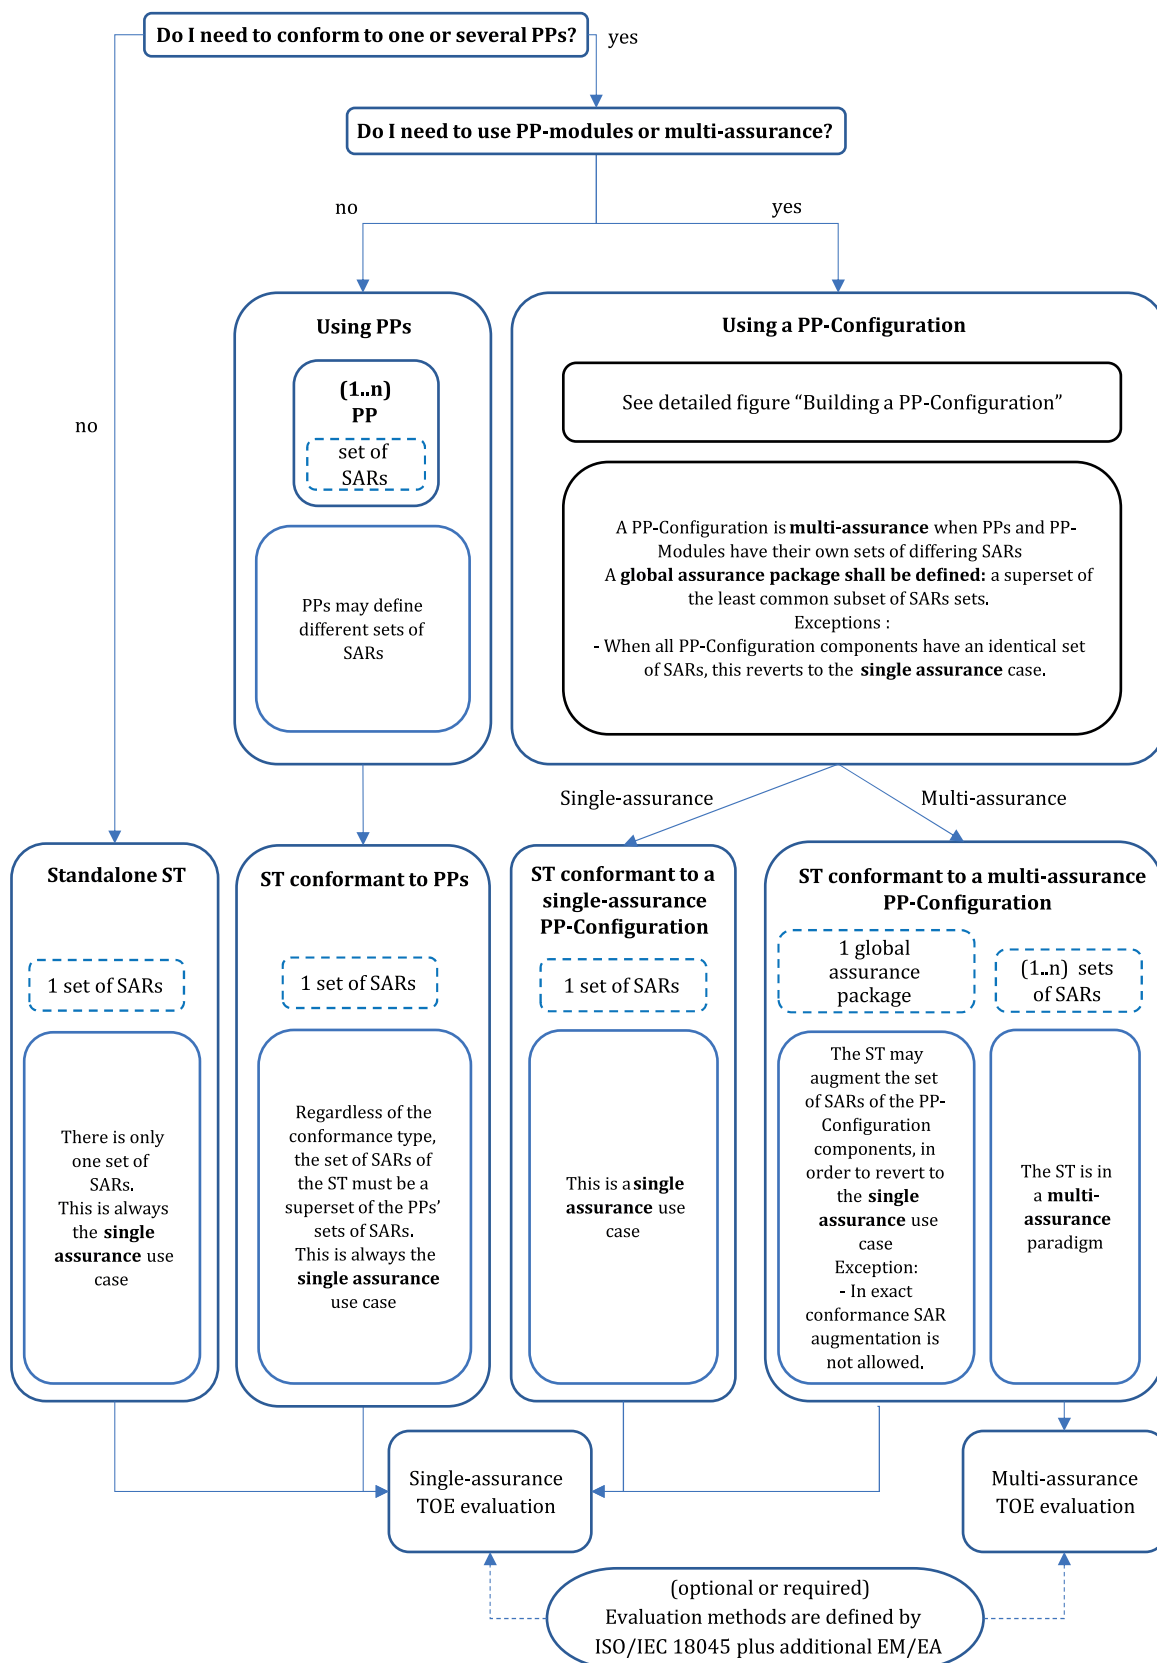 Do I need to conform to one or several PPs?
yes
Do I need to use PP-modules or multi-assurance?
no
yes
no
Using PPs
(1..n)
PP
set of
SARs
PPs may define
different sets of
SARs
Using a PP-Configuration
See detailed figure “Building a PP-Configuration”
A PP-Configuration is multi-assurance when PPs and PP-
Modules have their own sets of differing SARs
A global assurance package shall be defined: a superset of
the least common subset of SARs sets.
Exceptions :
- When all PP-Configuration components have an identical set
of SARs, this reverts to the single assurance case.
Single-assurance
Multi-assurance
Standalone ST
1 set of SARs
There is only
one set of
SARs.
This is always
the single
assurance use
case
ST conformant to PPs
1 set of SARs
Regardless of the
conformance type,
the set of SARs of
the ST must be a
superset of the PPs’
sets of SARs.
This is always the
single assurance
use case
ST conformant to a
single-assurance
PP-Configuration
1 set of SARs
This is a single
assurance use
case
ST conformant to a multi-assurance
PP-Configuration
1 global
assurance
package
The ST may
augment the set
of SARs of the PP-
Configuration
components, in
order to revert to
the single
assurance use
case
Exception:
- In exact
conformance SAR
augmentation is
not allowed.
(1..n) sets
of SARs
The ST is in
a multi-
assurance
paradigm
Single-assurance
TOE evaluation
Multi-assurance
TOE evaluation
(optional or required)
Evaluation methods are defined by
ISO/IEC 18045 plus additional EM/EA